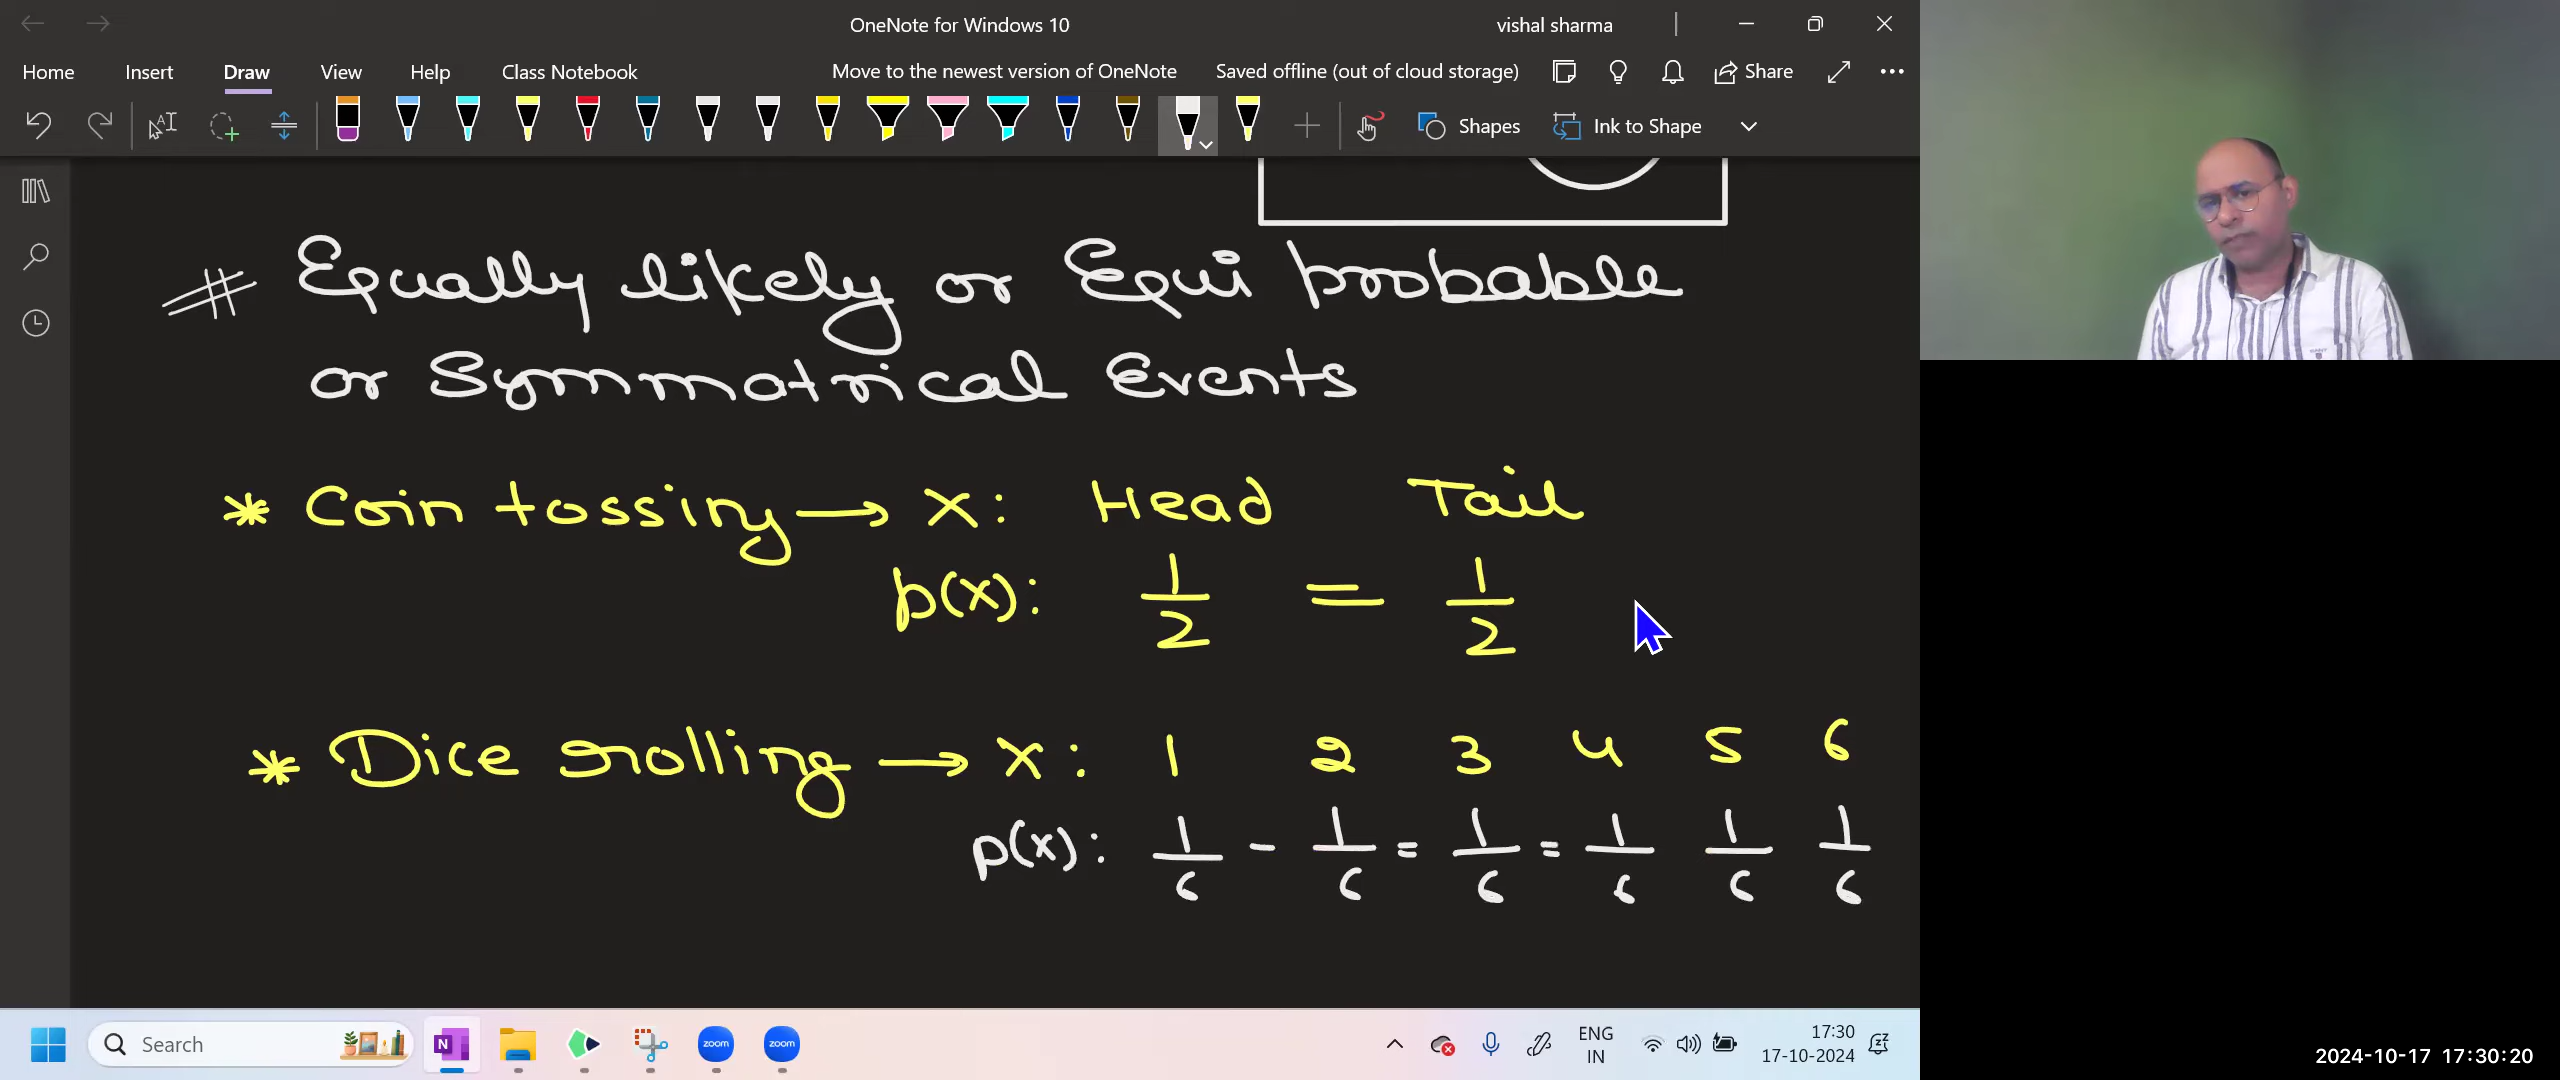 OneNote for Windows 10
vishal sharma
Home Insert Draw View Help Class Notebook Move to the newest version of OneNote Saved offline (out of cloud storage) Share
Shapes Ink to Shape
# Equally likely or Equi probable
or Symmatrical Events
* Coin tossing → X: Head Tail
p(x): 1/2 = 1/2
* Dice rolling → X: 1 2 3 4 5 6
p(x): 1/6 - 1/6 = 1/6 = 1/6 1/6 1/6
Search zoom zoom ENG IN 17:30 17-10-2024
2024-10-17 17:30:20